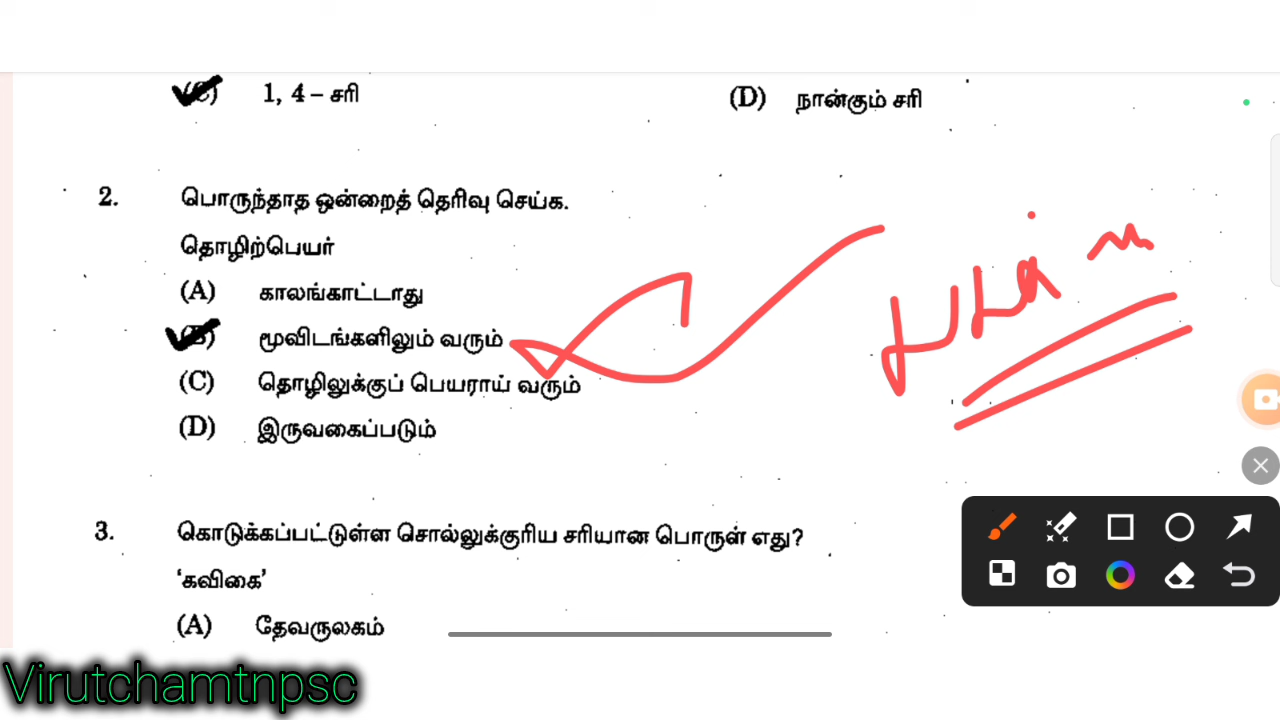 (C) 1, 4 – சரி
(D) நான்கும் சரி
2. பொருந்தாத ஒன்றைத் தெரிவு செய்க.
தொழிற்பெயர்
(A) காலங்காட்டாது
(B) மூவிடங்களிலும் வரும்
(C) தொழிலுக்குப் பெயராய் வரும்
(D) இருவகைப்படும்
3. கொடுக்கப்பட்டுள்ள சொல்லுக்குரிய சரியான பொருள் எது?
‘கவிகை’
(A) தேவருலகம்
Virutchamtnpsc